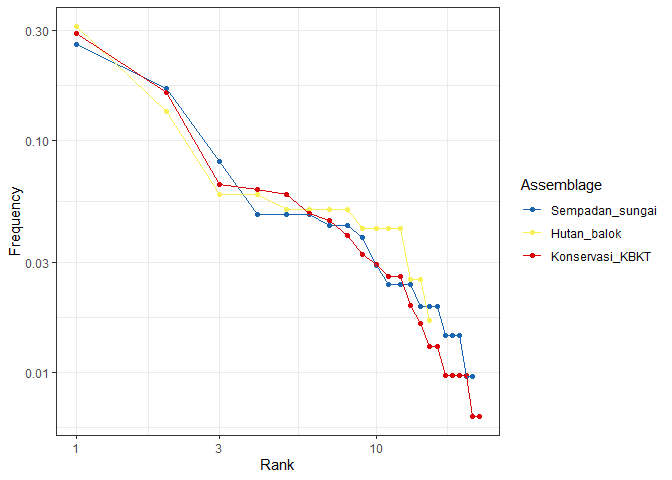 0.30
0.10
0.03
0.01
Frequency
1
3
10
Rank
Assemblage
Sempadan_sungai
Hutan_balok
Konservasi_KBKT